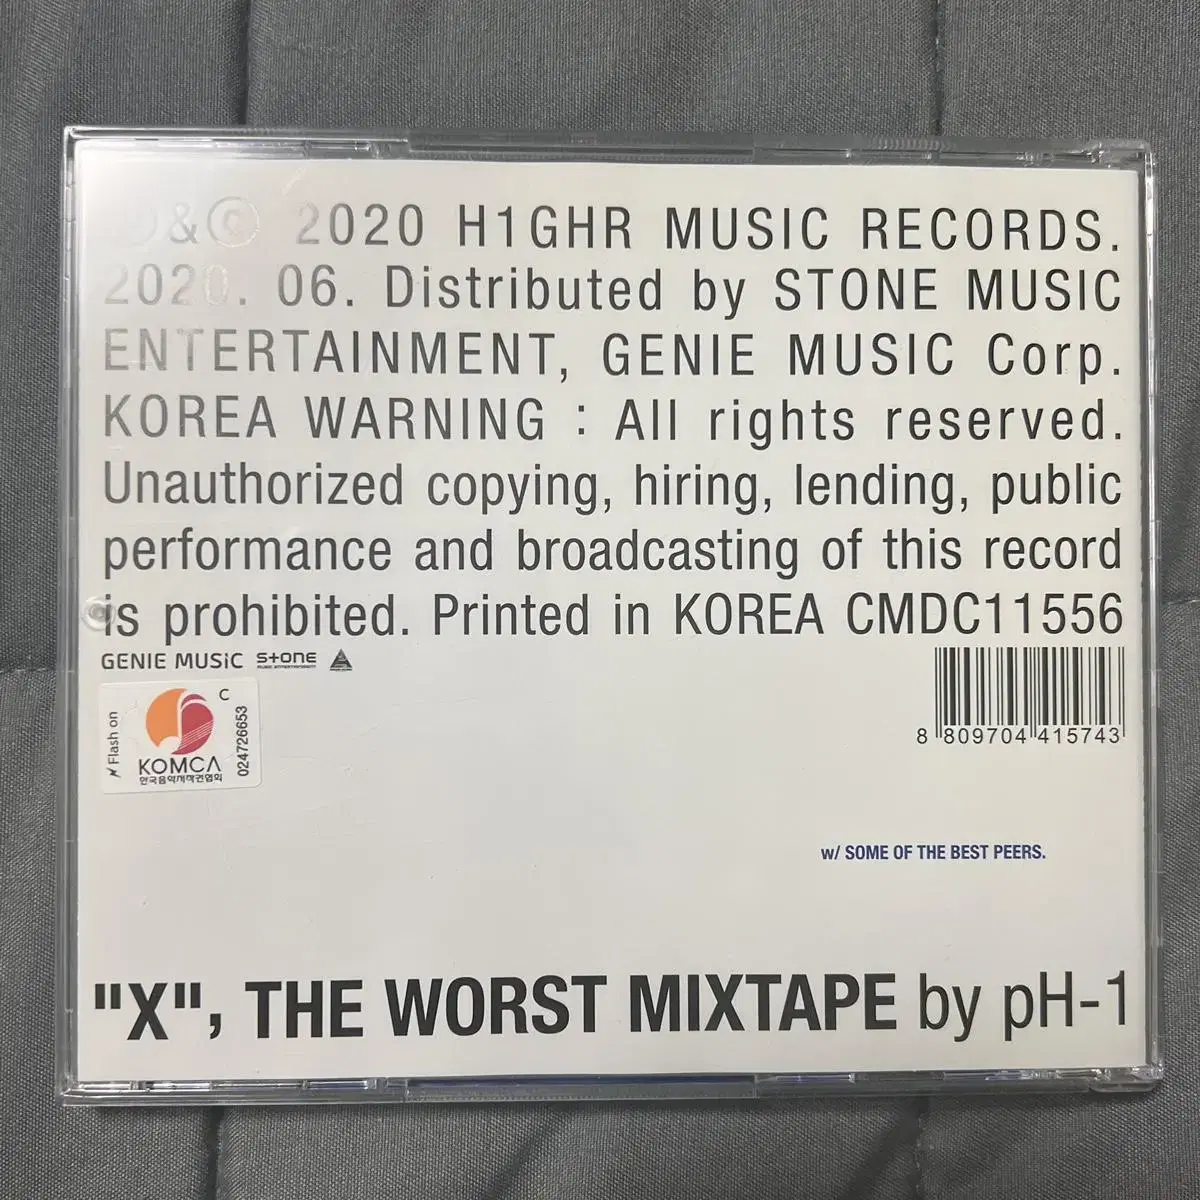 ℗&© 2020 H1GHR MUSIC RECORDS.
2020. 06. Distributed by STONE MUSIC
ENTERTAINMENT, GENIE MUSIC Corp.
KOREA WARNING : All rights reserved.
Unauthorized copying, hiring, lending, public
performance and broadcasting of this record
is prohibited. Printed in KOREA CMDC11556
GENIE MUSIC STONE MUSIC ENTERTAINMENT
Flash on
C
KOMCA
한국음악저작권협회
024726653
8 809704 415743
w/ SOME OF THE BEST PEERS.
"X", THE WORST MIXTAPE by pH-1